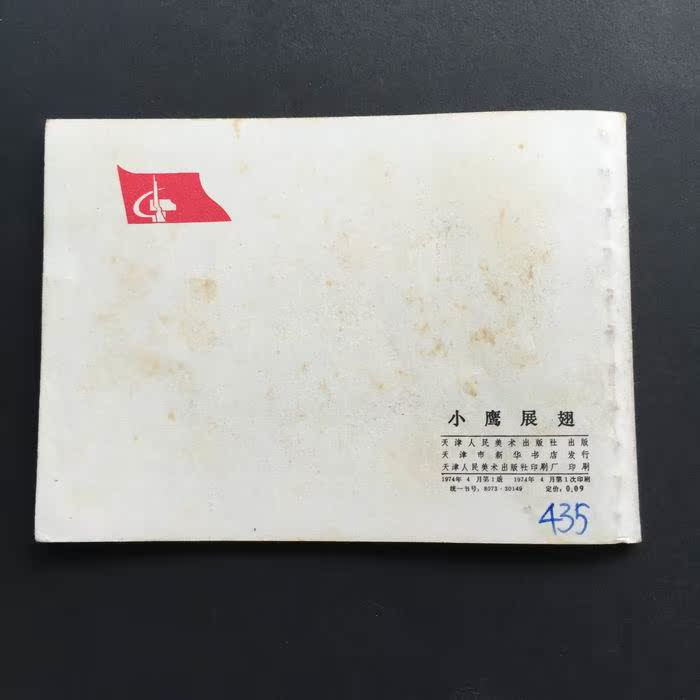 小鹰展翅
天津人民美术出版社 出版
天津市新华书店 发行
天津人民美术出版社印刷厂 印刷
1974年4月第1版 1974年4月第1次印刷
统一书号：8073·30149 定价：0.09
435